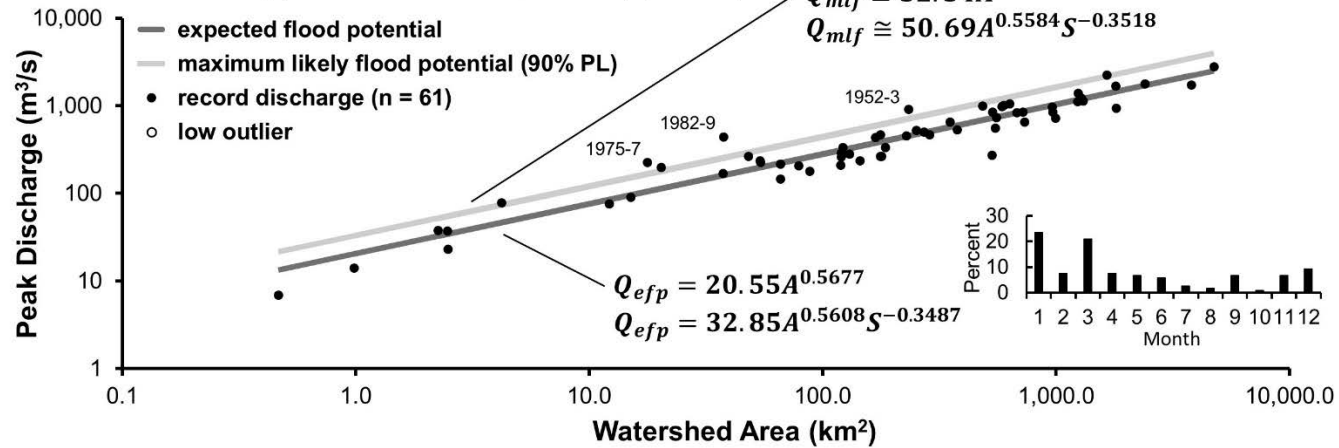 10,000
1,000
100
10
1
Peak Discharge (m³/s)
expected flood potential
maximum likely flood potential (90% PL)
record discharge (n = 61)
low outlier
Q_mlf ≅ 50.69A^0.5584 S^−0.3518
1975-7
1982-9
1952-3
Q_efp = 20.55A^0.5677
Q_efp = 32.85A^0.5608 S^−0.3487
Percent
30
20
10
0
1 2 3 4 5 6 7 8 9 10 11 12
Month
0.1 1.0 10.0 100.0 1,000.0 10,000.0
Watershed Area (km²)